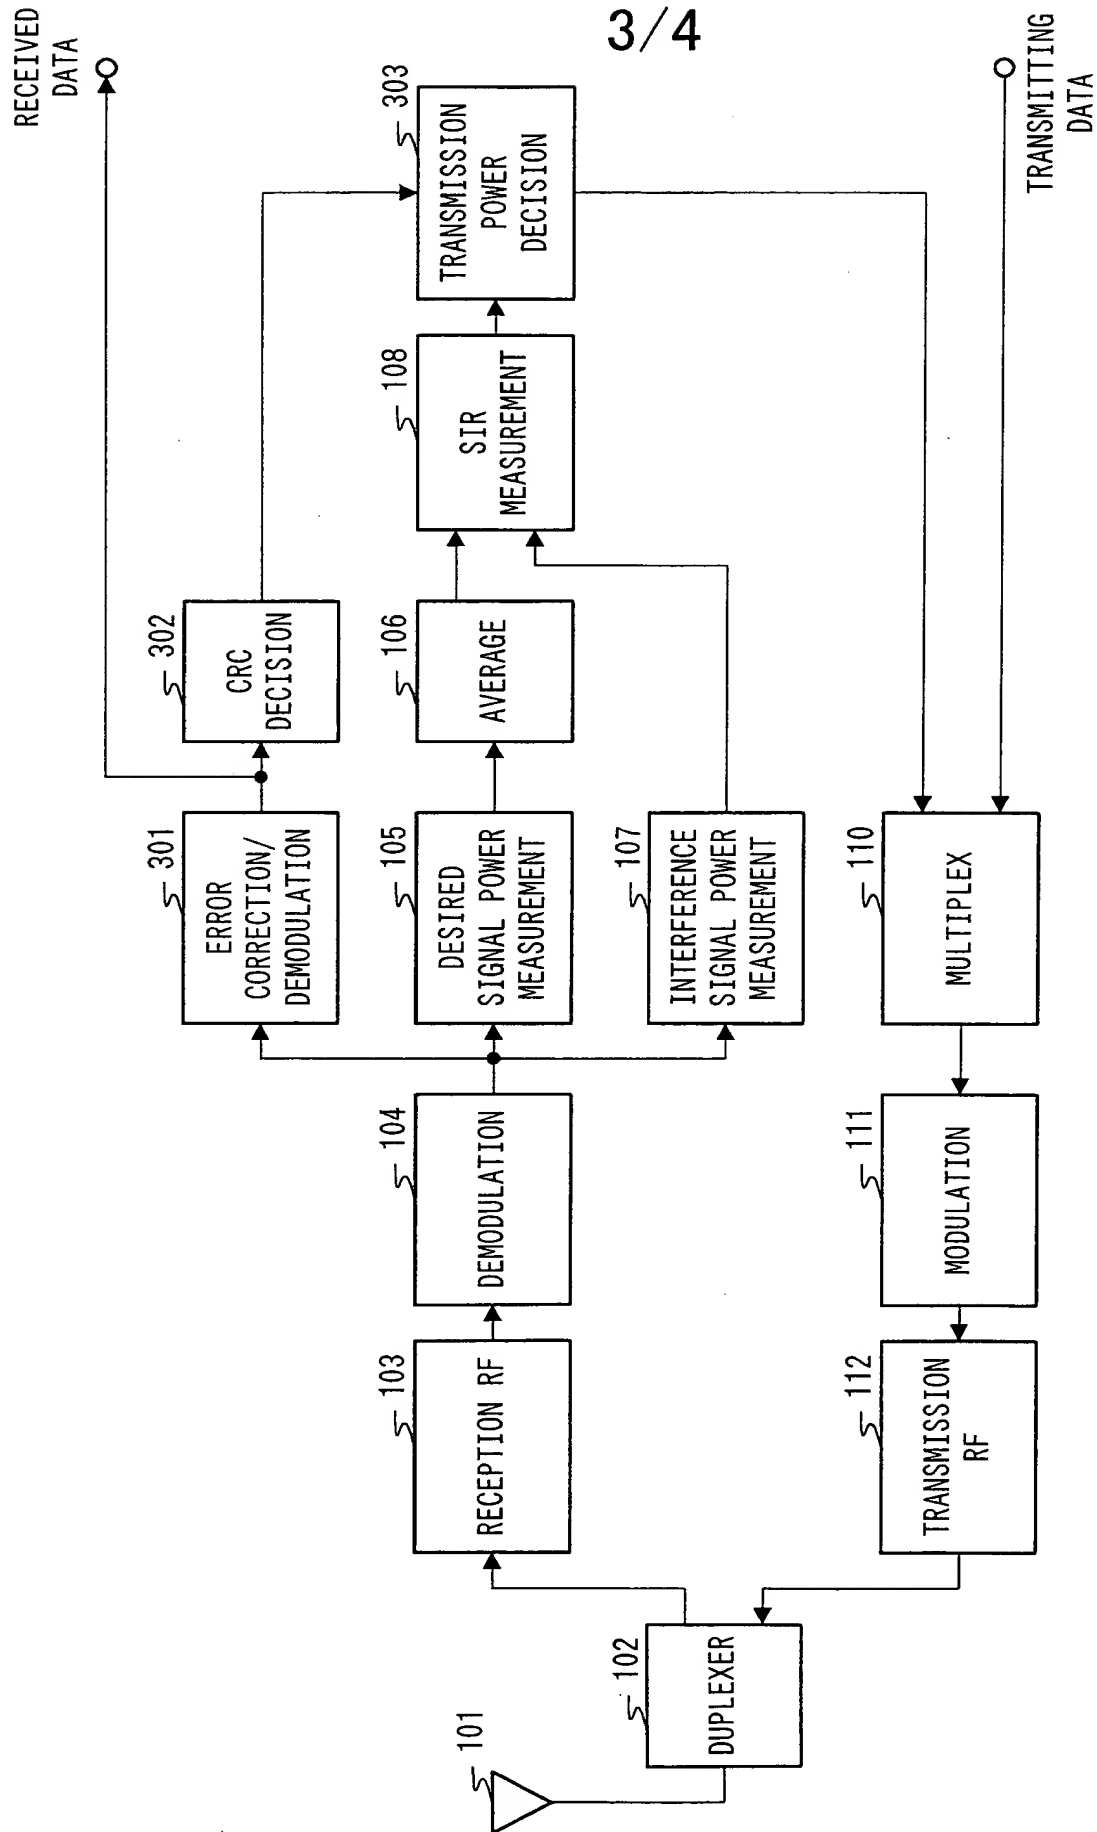 3/4
RECEIVED
DATA
301
ERROR
CORRECTION/
DEMODULATION
302
CRC
DECISION
101
102
DUPLEXER
103
RECEPTION RF
104
DEMODULATION
105
DESIRED
SIGNAL POWER
MEASUREMENT
106
AVERAGE
107
INTERFERENCE
SIGNAL POWER
MEASUREMENT
108
SIR
MEASUREMENT
303
TRANSMISSION
POWER
DECISION
112
TRANSMISSION
RF
111
MODULATION
110
MULTIPLEX
TRANSMITTING
DATA